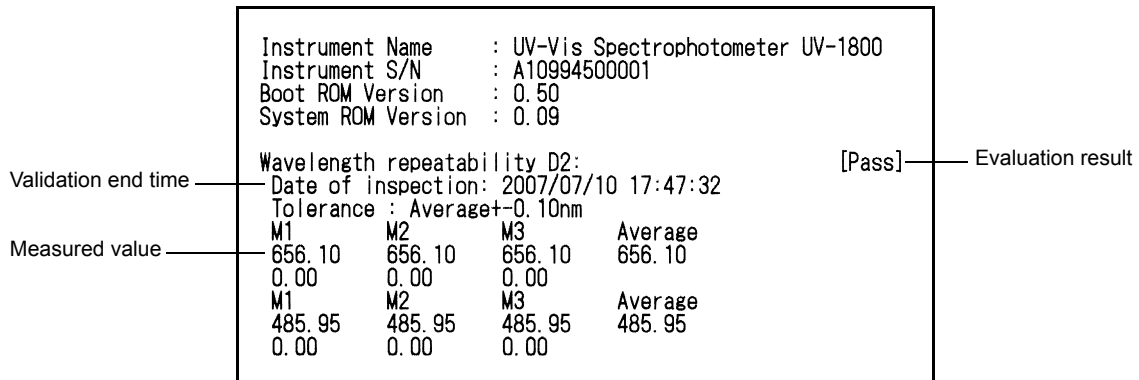 Instrument Name : UV-Vis Spectrophotometer UV-1800
Instrument S/N : A10994500001
Boot ROM Version : 0.50
System ROM Version : 0.09
Wavelength repeatability D2: [Pass] Evaluation result
Validation end time Date of inspection: 2007/07/10 17:47:32
Tolerance : Average+-0.10nm
M1 M2 M3 Average
Measured value 656.10 656.10 656.10 656.10
0.00 0.00 0.00
M1 M2 M3 Average
485.95 485.95 485.95 485.95
0.00 0.00 0.00